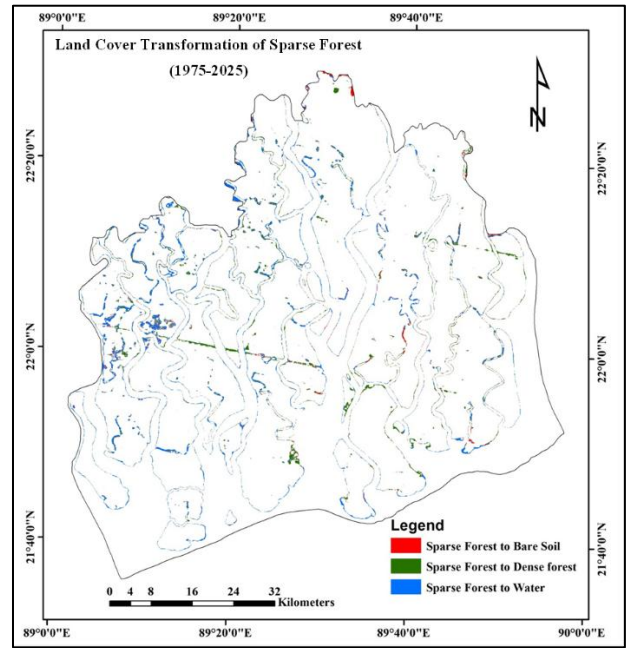 89°0'0"E 89°20'0"E 89°40'0"E
Land Cover Transformation of Sparse Forest
(1975-2025)
N
22°20'0"N 22°20'0"N
22°0'0"N 22°0'0"N
21°40'0"N 21°40'0"N
Legend
Sparse Forest to Bare Soil
Sparse Forest to Dense forest
Sparse Forest to Water
0 4 8 16 24 32
Kilometers
89°0'0"E 89°20'0"E 89°40'0"E 90°0'0"E